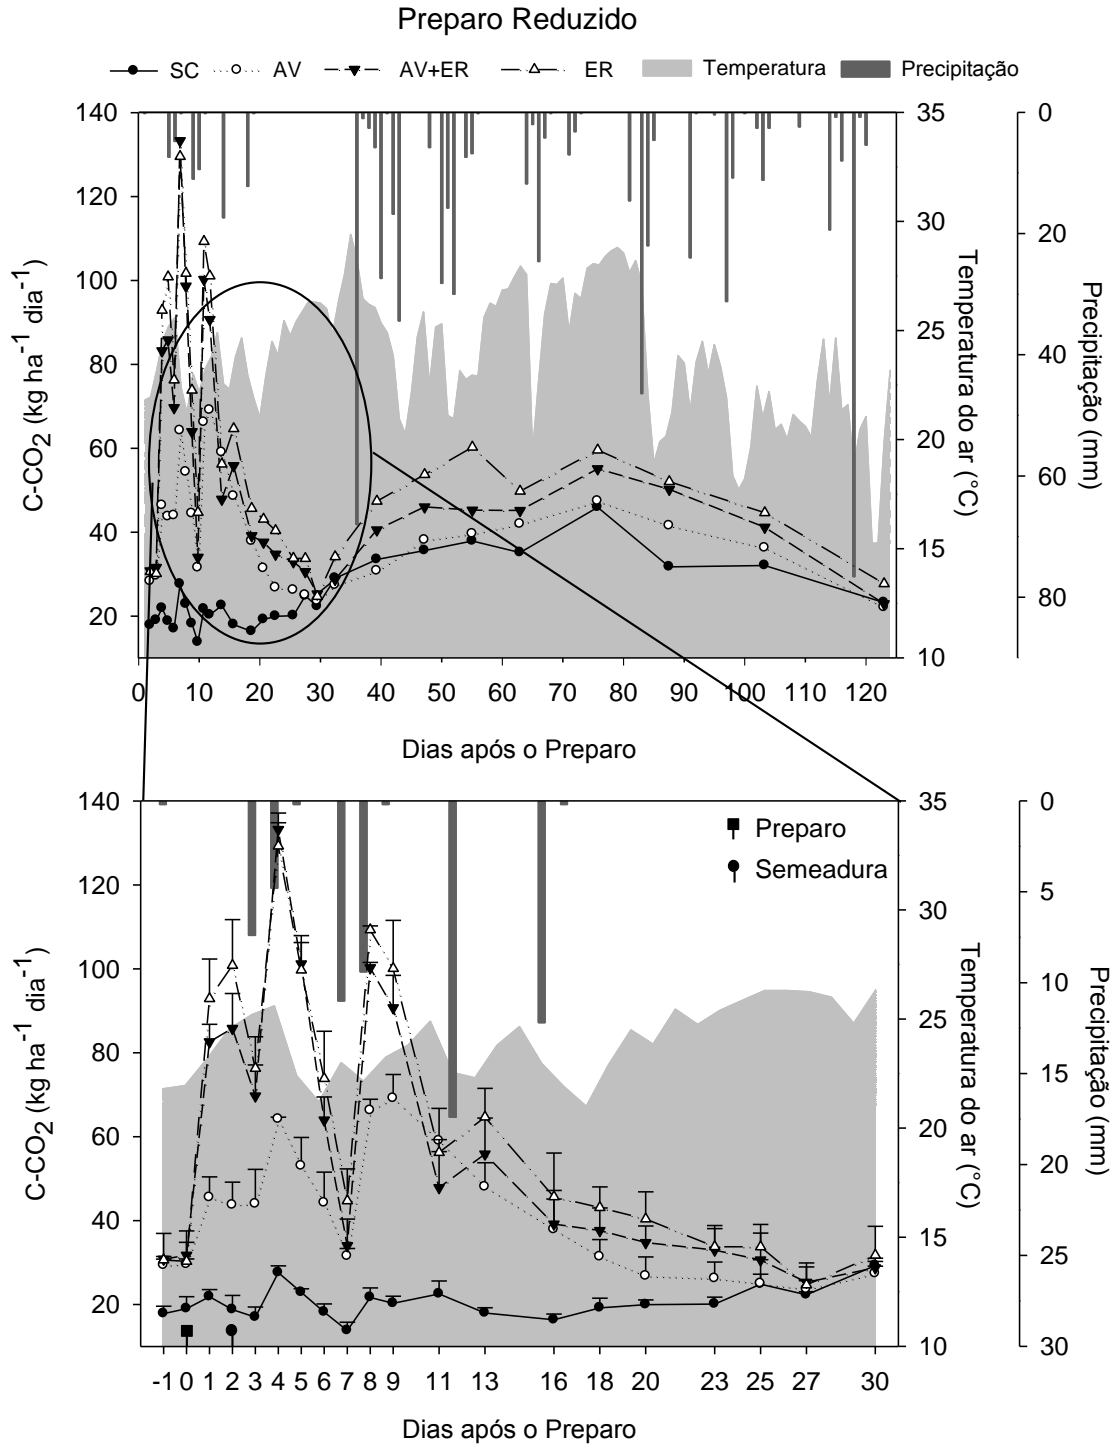 Preparo Reduzido
SC AV AV+ER ER Temperatura Precipitação
140 120 100 80 60 40 20
C-CO2 (kg ha-1 dia-1)
35 30 25 20 15 10
Temperatura do ar (°C)
0 20 40 60 80
Precipitação (mm)
0 10 20 30 40 50 60 70 80 90 100 110 120
Dias após o Preparo
140 120 100 80 60 40 20
C-CO2 (kg ha-1 dia-1)
Preparo
Semeadura
35 30 25 20 15 10
Temperatura do ar (°C)
0 5 10 15 20 25 30
Precipitação (mm)
-1 0 1 2 3 4 5 6 7 8 9 11 13 16 18 20 23 25 27 30
Dias após o Preparo